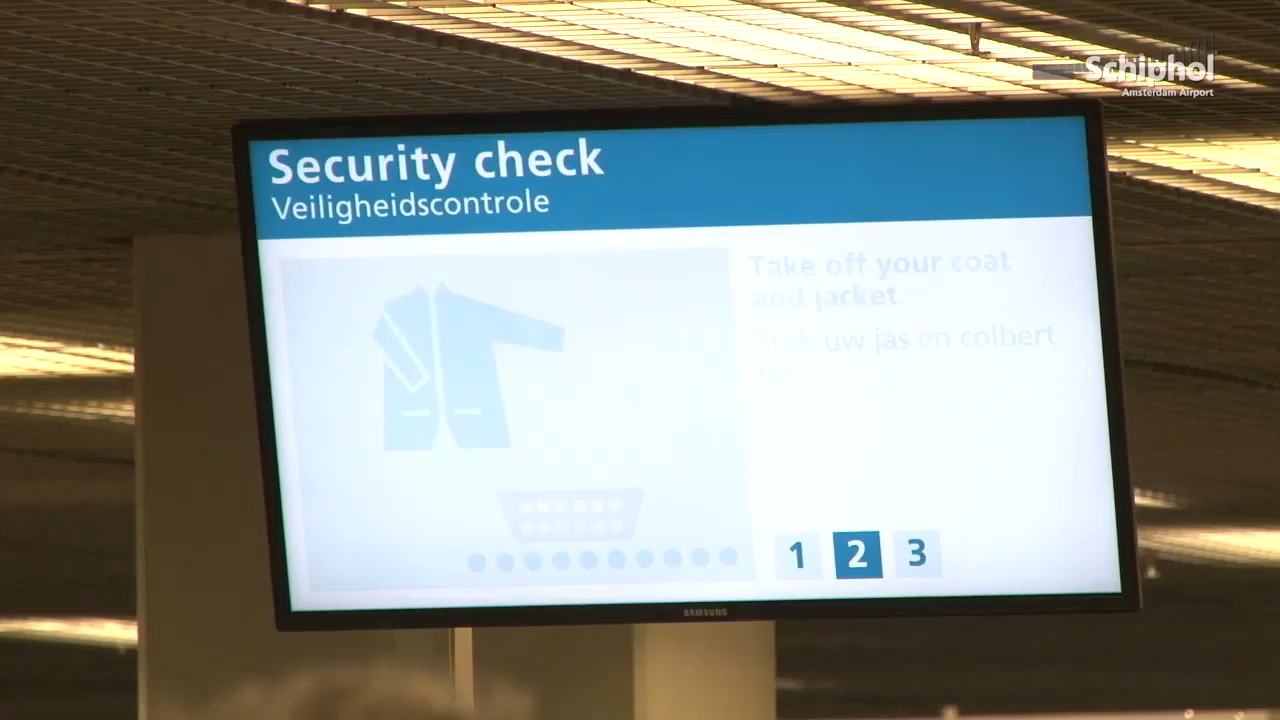 Schiphol
Amsterdam Airport
Security check
Veiligheidscontrole
Take off your coat
and jacket.
Trek uw jas en colbert
1 2 3
SAMSUNG